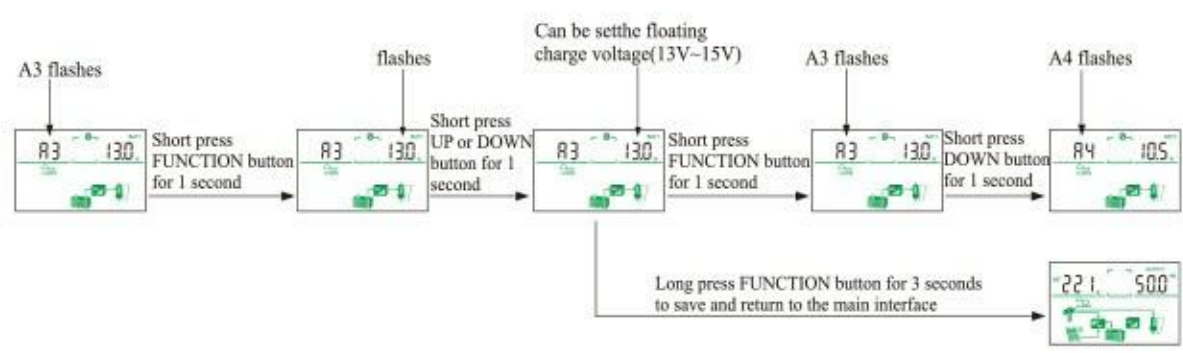 Can be setthe floating
charge voltage(13V~15V)
A3 flashes
flashes
A3 flashes
A4 flashes
A3 13.0
Short press
FUNCTION button
for 1 second
A3 13.0
Short press
UP or DOWN
button for 1
second
A3 13.0
Short press
FUNCTION button
for 1 second
A3 13.0
Short press
DOWN button
for 1 second
A4 10.5
Long press FUNCTION button for 3 seconds
to save and return to the main interface
221 50.0